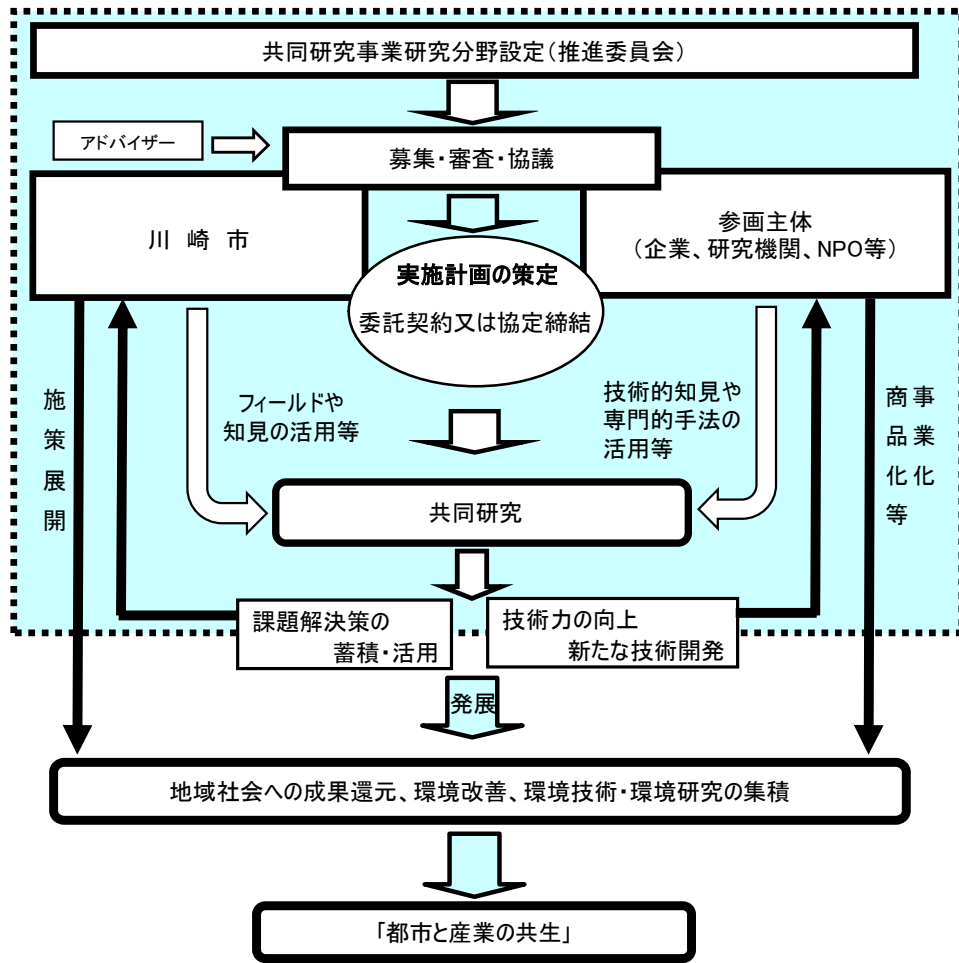 共同研究事業研究分野設定(推進委員会)
アドバイザー
募集・審査・協議
川 崎 市
参画主体
(企業、研究機関、NPO等)
実施計画の策定
委託契約又は協定締結
施策展開
フィールドや
知見の活用等
技術的知見や
専門的手法の
活用等
事業化
商品化等
共同研究
課題解決策の
蓄積・活用
技術力の向上
新たな技術開発
発展
地域社会への成果還元、環境改善、環境技術・環境研究の集積
「都市と産業の共生」